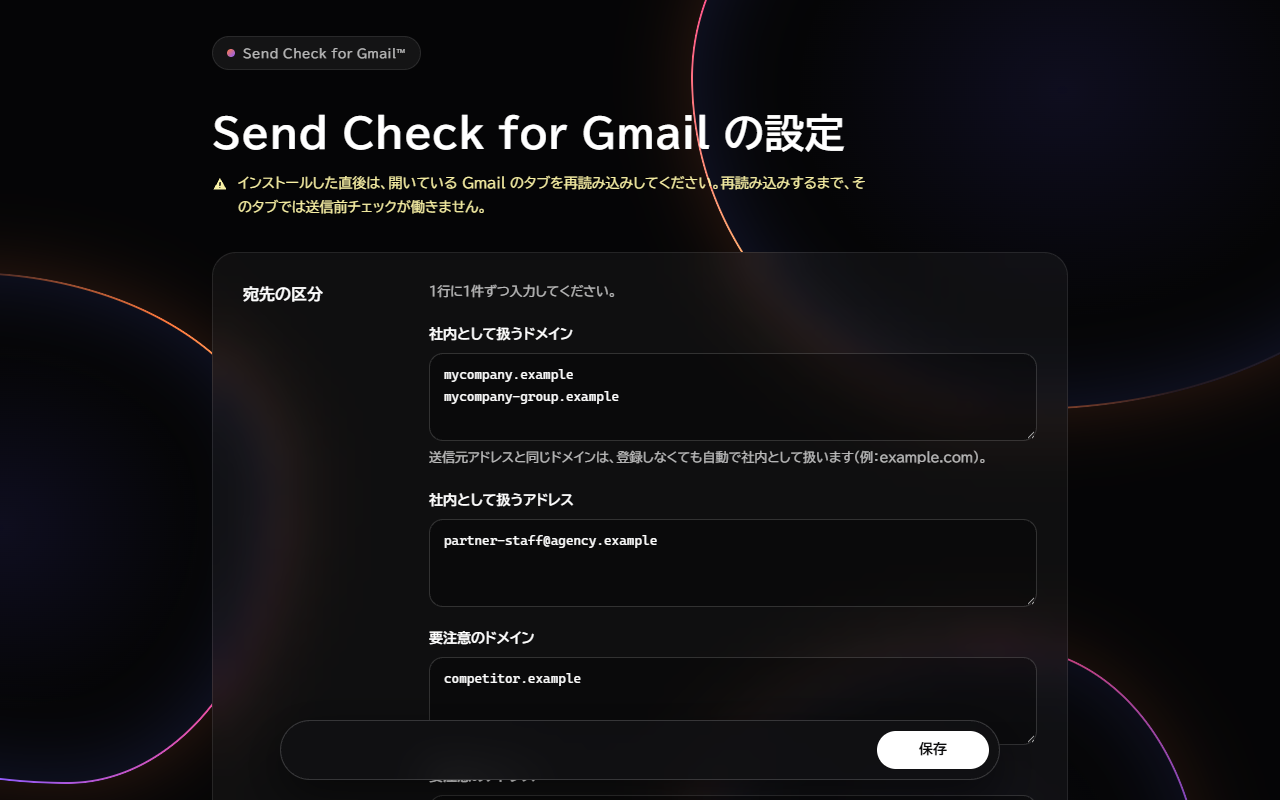 Send Check for Gmail™
Send Check for Gmail の設定
インストールした直後は、開いている Gmail のタブを再読み込みしてください。再読み込みするまで、そ
のタブでは送信前チェックが働きません。
宛先の区分
1行に1件ずつ入力してください。
社内として扱うドメイン
mycompany.example
mycompany-group.example
送信元アドレスと同じドメインは、登録しなくても自動で社内として扱います(例：example.com)。
社内として扱うアドレス
partner-staff@agency.example
要注意のドメイン
competitor.example
保存